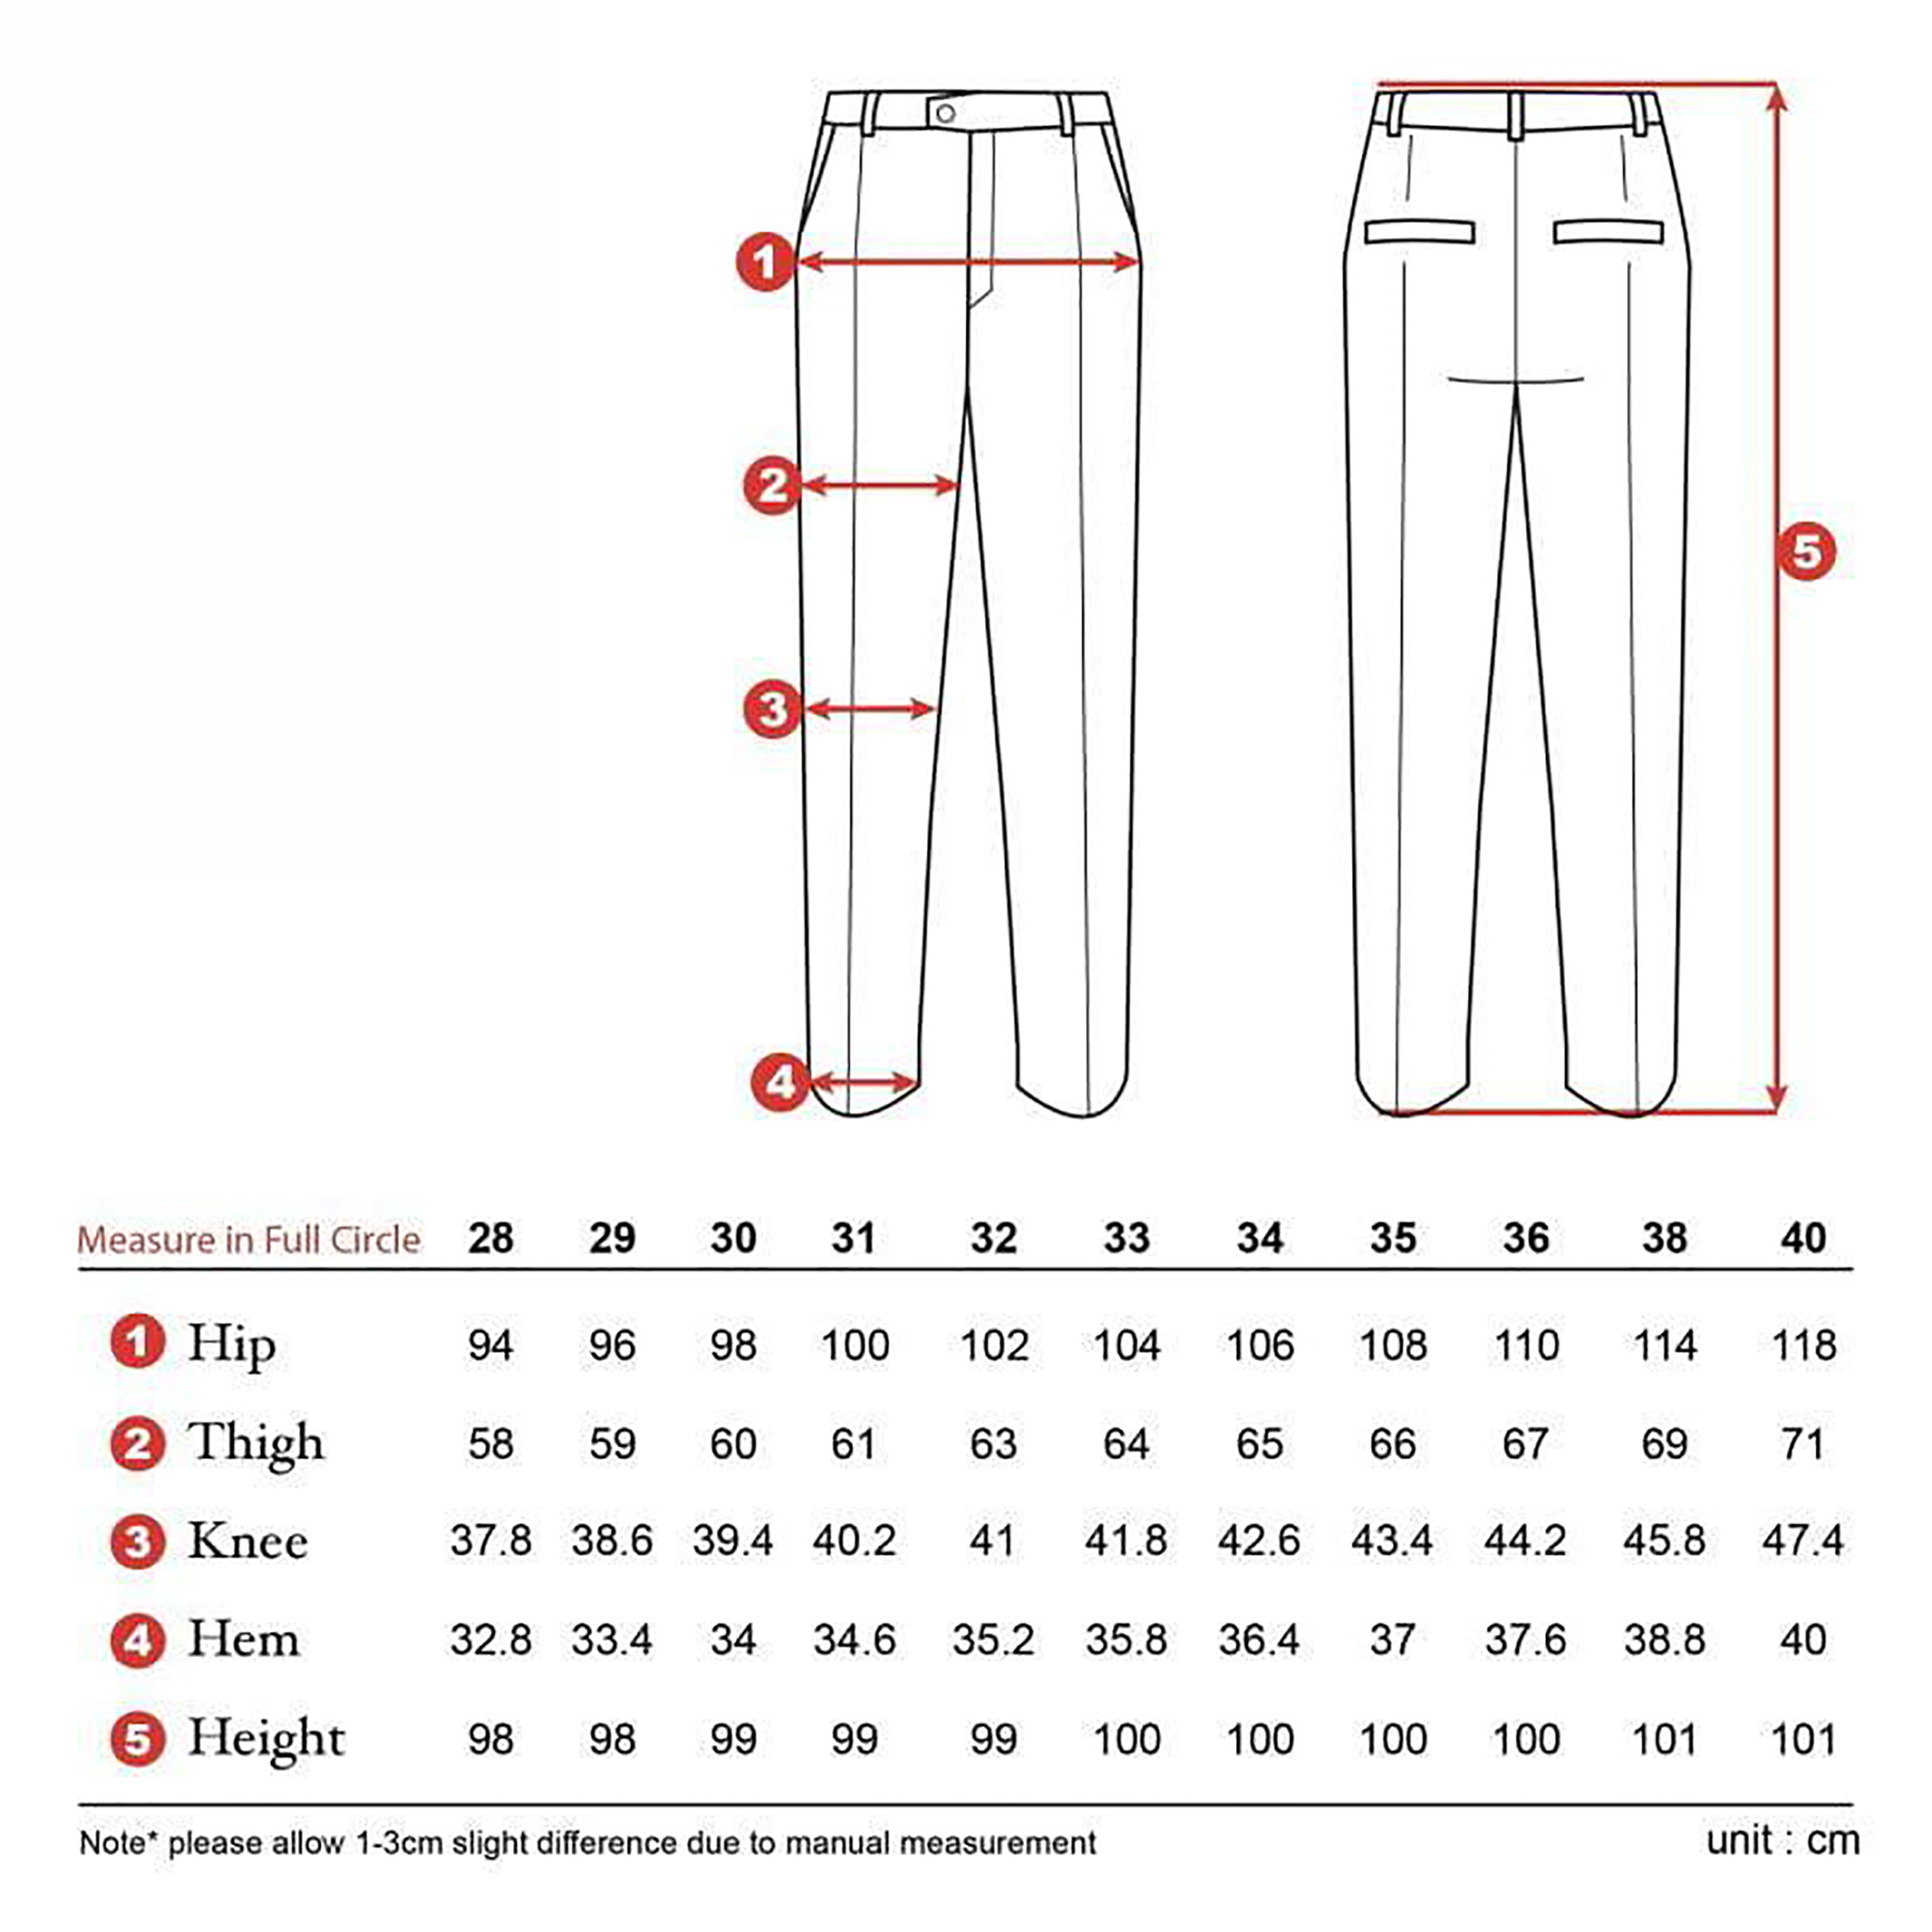 1
2
3
4
5
Measure in Full Circle 28 29 30 31 32 33 34 35 36 38 40
1 Hip 94 96 98 100 102 104 106 108 110 114 118
2 Thigh 58 59 60 61 63 64 65 66 67 69 71
3 Knee 37.8 38.6 39.4 40.2 41 41.8 42.6 43.4 44.2 45.8 47.4
4 Hem 32.8 33.4 34 34.6 35.2 35.8 36.4 37 37.6 38.8 40
5 Height 98 98 99 99 99 100 100 100 100 101 101
Note* please allow 1-3cm slight difference due to manual measurement unit : cm